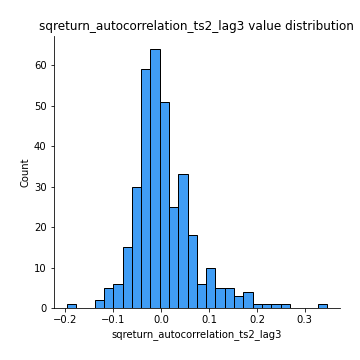 sqreturn_autocorrelation_ts2_lag3 value distribution
60
50
40
30
20
10
0
Count
−0.2 −0.1 0.0 0.1 0.2 0.3
sqreturn_autocorrelation_ts2_lag3